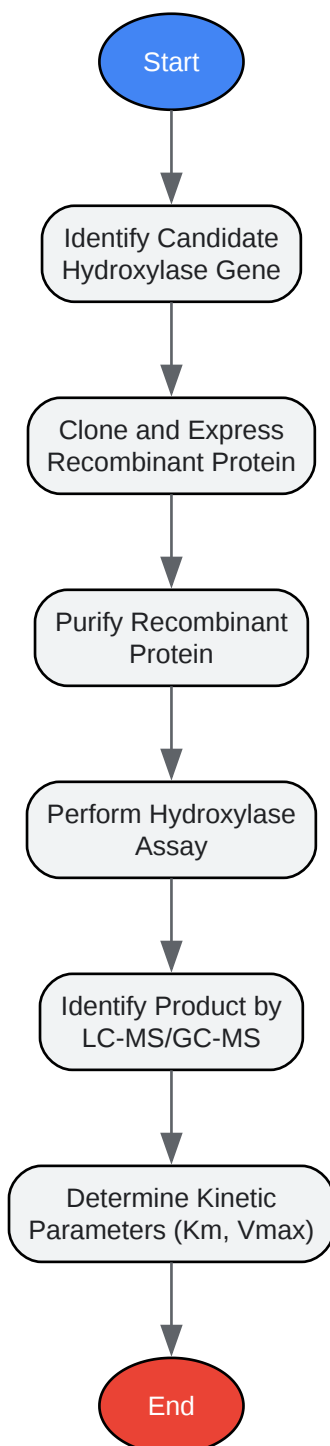 Start
Identify Candidate
Hydroxylase Gene
Clone and Express
Recombinant Protein
Purify Recombinant
Protein
Perform Hydroxylase
Assay
Identify Product by
LC-MS/GC-MS
Determine Kinetic
Parameters (Km, Vmax)
End